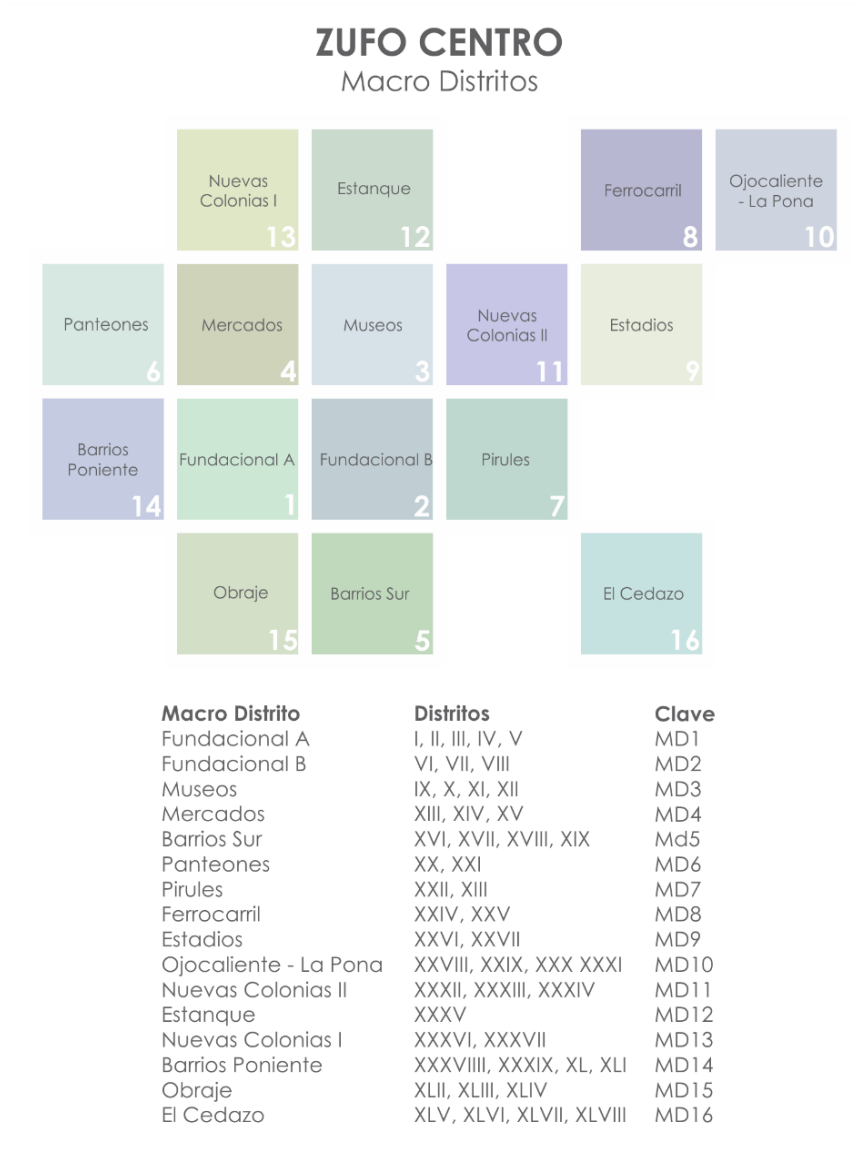 ZUFO CENTRO
Macro Distritos
Nuevas
Colonias I
13
Estanque
12
Ferrocarril
8
Ojocaliente
- La Pona
10
Panteones
6
Mercados
4
Museos
3
Nuevas
Colonias II
11
Estadios
9
Barrios
Poniente
14
Fundacional A
1
Fundacional B
2
Pirules
7
Obraje
15
Barrios Sur
5
El Cedazo
16
Macro Distrito Distritos Clave
Fundacional A I, II, III, IV, V MD1
Fundacional B VI, VII, VIII MD2
Museos IX, X, XI, XII MD3
Mercados XIII, XIV, XV MD4
Barrios Sur XVI, XVII, XVIII, XIX Md5
Panteones XX, XXI MD6
Pirules XXII, XIII MD7
Ferrocarril XXIV, XXV MD8
Estadios XXVI, XXVII MD9
Ojocaliente - La Pona XXVIII, XXIX, XXX XXXI MD10
Nuevas Colonias II XXXII, XXXIII, XXXIV MD11
Estanque XXXV MD12
Nuevas Colonias I XXXVI, XXXVII MD13
Barrios Poniente XXXVIIII, XXXIX, XL, XLI MD14
Obraje XLII, XLIII, XLIV MD15
El Cedazo XLV, XLVI, XLVII, XLVIII MD16